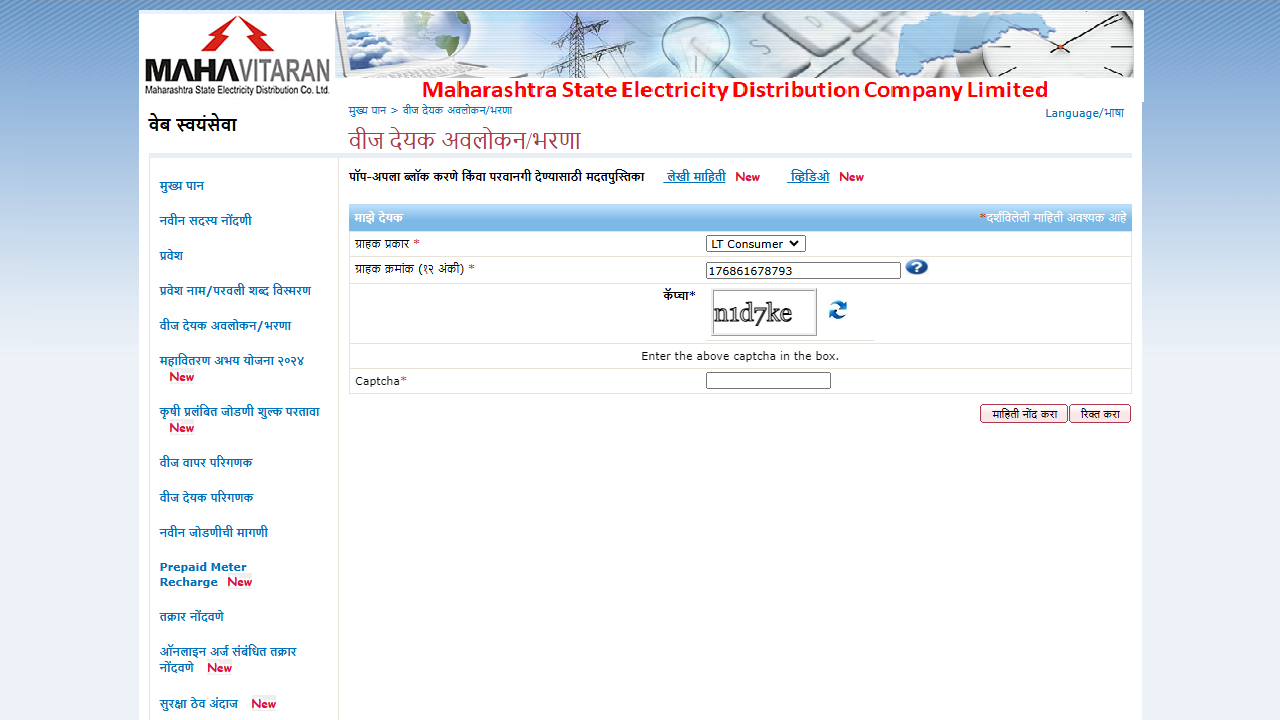 MAHAVITARAN
Maharashtra State Electricity Distribution Co. Ltd.
Maharashtra State Electricity Distribution Company Limited
वेब स्वयंसेवा
मुख्य पान > वीज देयक अवलोकन/भरणा
Language/भाषा
वीज देयक अवलोकन/भरणा
मुख्य पान
नवीन सदस्य नोंदणी
प्रवेश
प्रवेश नाम/परवली शब्द विस्मरण
वीज देयक अवलोकन/भरणा
महावितरण अभय योजना २०२४
New
कृषी प्रलंबित जोडणी शुल्क परतावा
New
वीज वापर परिगणक
वीज देयक परिगणक
नवीन जोडणीची मागणी
Prepaid Meter
Recharge New
तक्रार नोंदवणे
ऑनलाइन अर्ज संबंधित तक्रार
नोंदवणे New
सुरक्षा ठेव अंदाज New
पॉप-अपला ब्लॉक करणे किंवा परवानगी देण्यासाठी मदतपुस्तिका लेखी माहिती New व्हिडिओ New
माझे देयक *दर्शविलेली माहिती अवश्यक आहे
ग्राहक प्रकार * LT Consumer
ग्राहक क्रमांक (१२ अंकी) * 176861678793
कॅप्चा* n1d7ke
Enter the above captcha in the box.
Captcha*
माहिती नोंद करा रिक्त करा